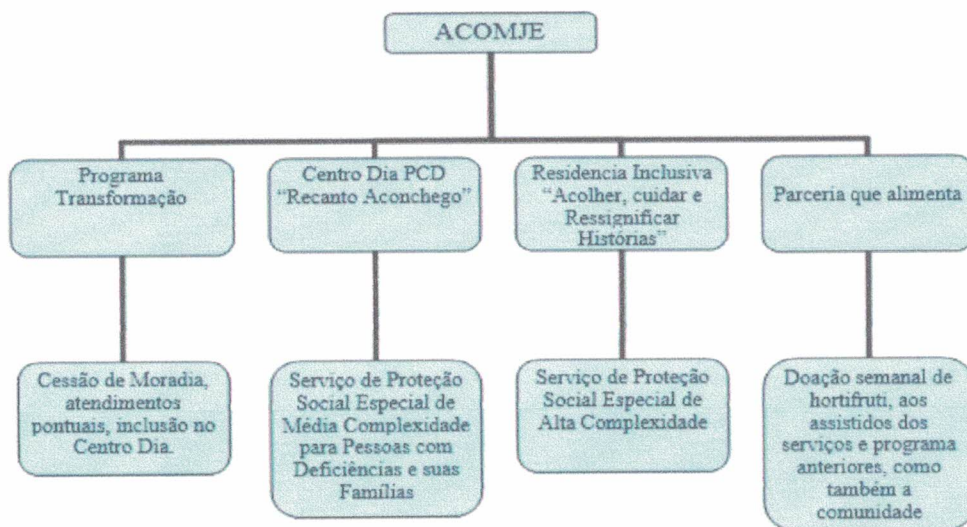 ACOMJE
Programa
Transformação
Centro Dia PCD
“Recanto Aconchego”
Residencia Inclusiva
“Acolher, cuidar e
Ressignificar
Histórias”
Parceria que alimenta
Cessão de Moradia,
atendimentos
pontuais, inclusão no
Centro Dia.
Serviço de Proteção
Social Especial de
Média Complexidade
para Pessoas com
Deficiências e suas
Famílias
Serviço de Proteção
Social Especial de
Alta Complexidade
Doação semanal de
hortifruti, aos
assistidos dos
serviços e programa
anteriores, como
também a
comunidade